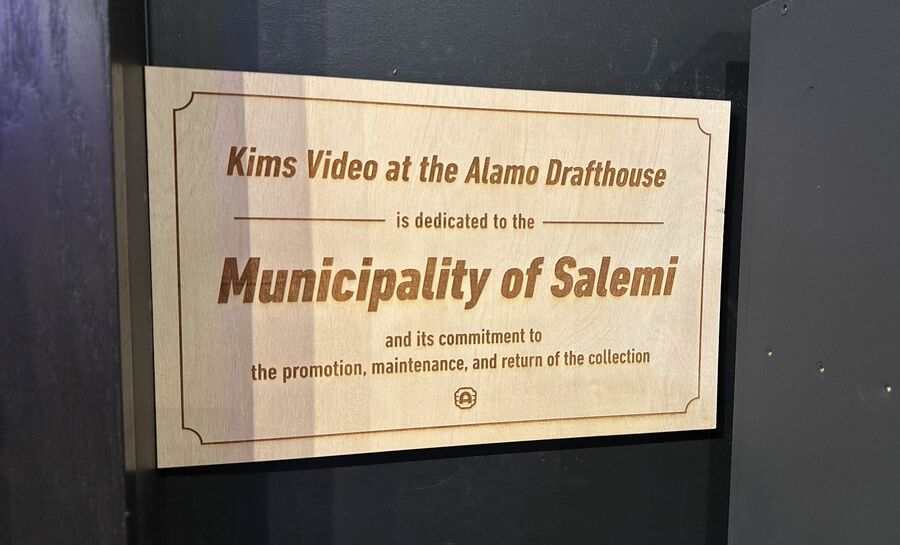 Kims Video at the Alamo Drafthouse
is dedicated to the
Municipality of Salemi
and its commitment to
the promotion, maintenance, and return of the collection
A